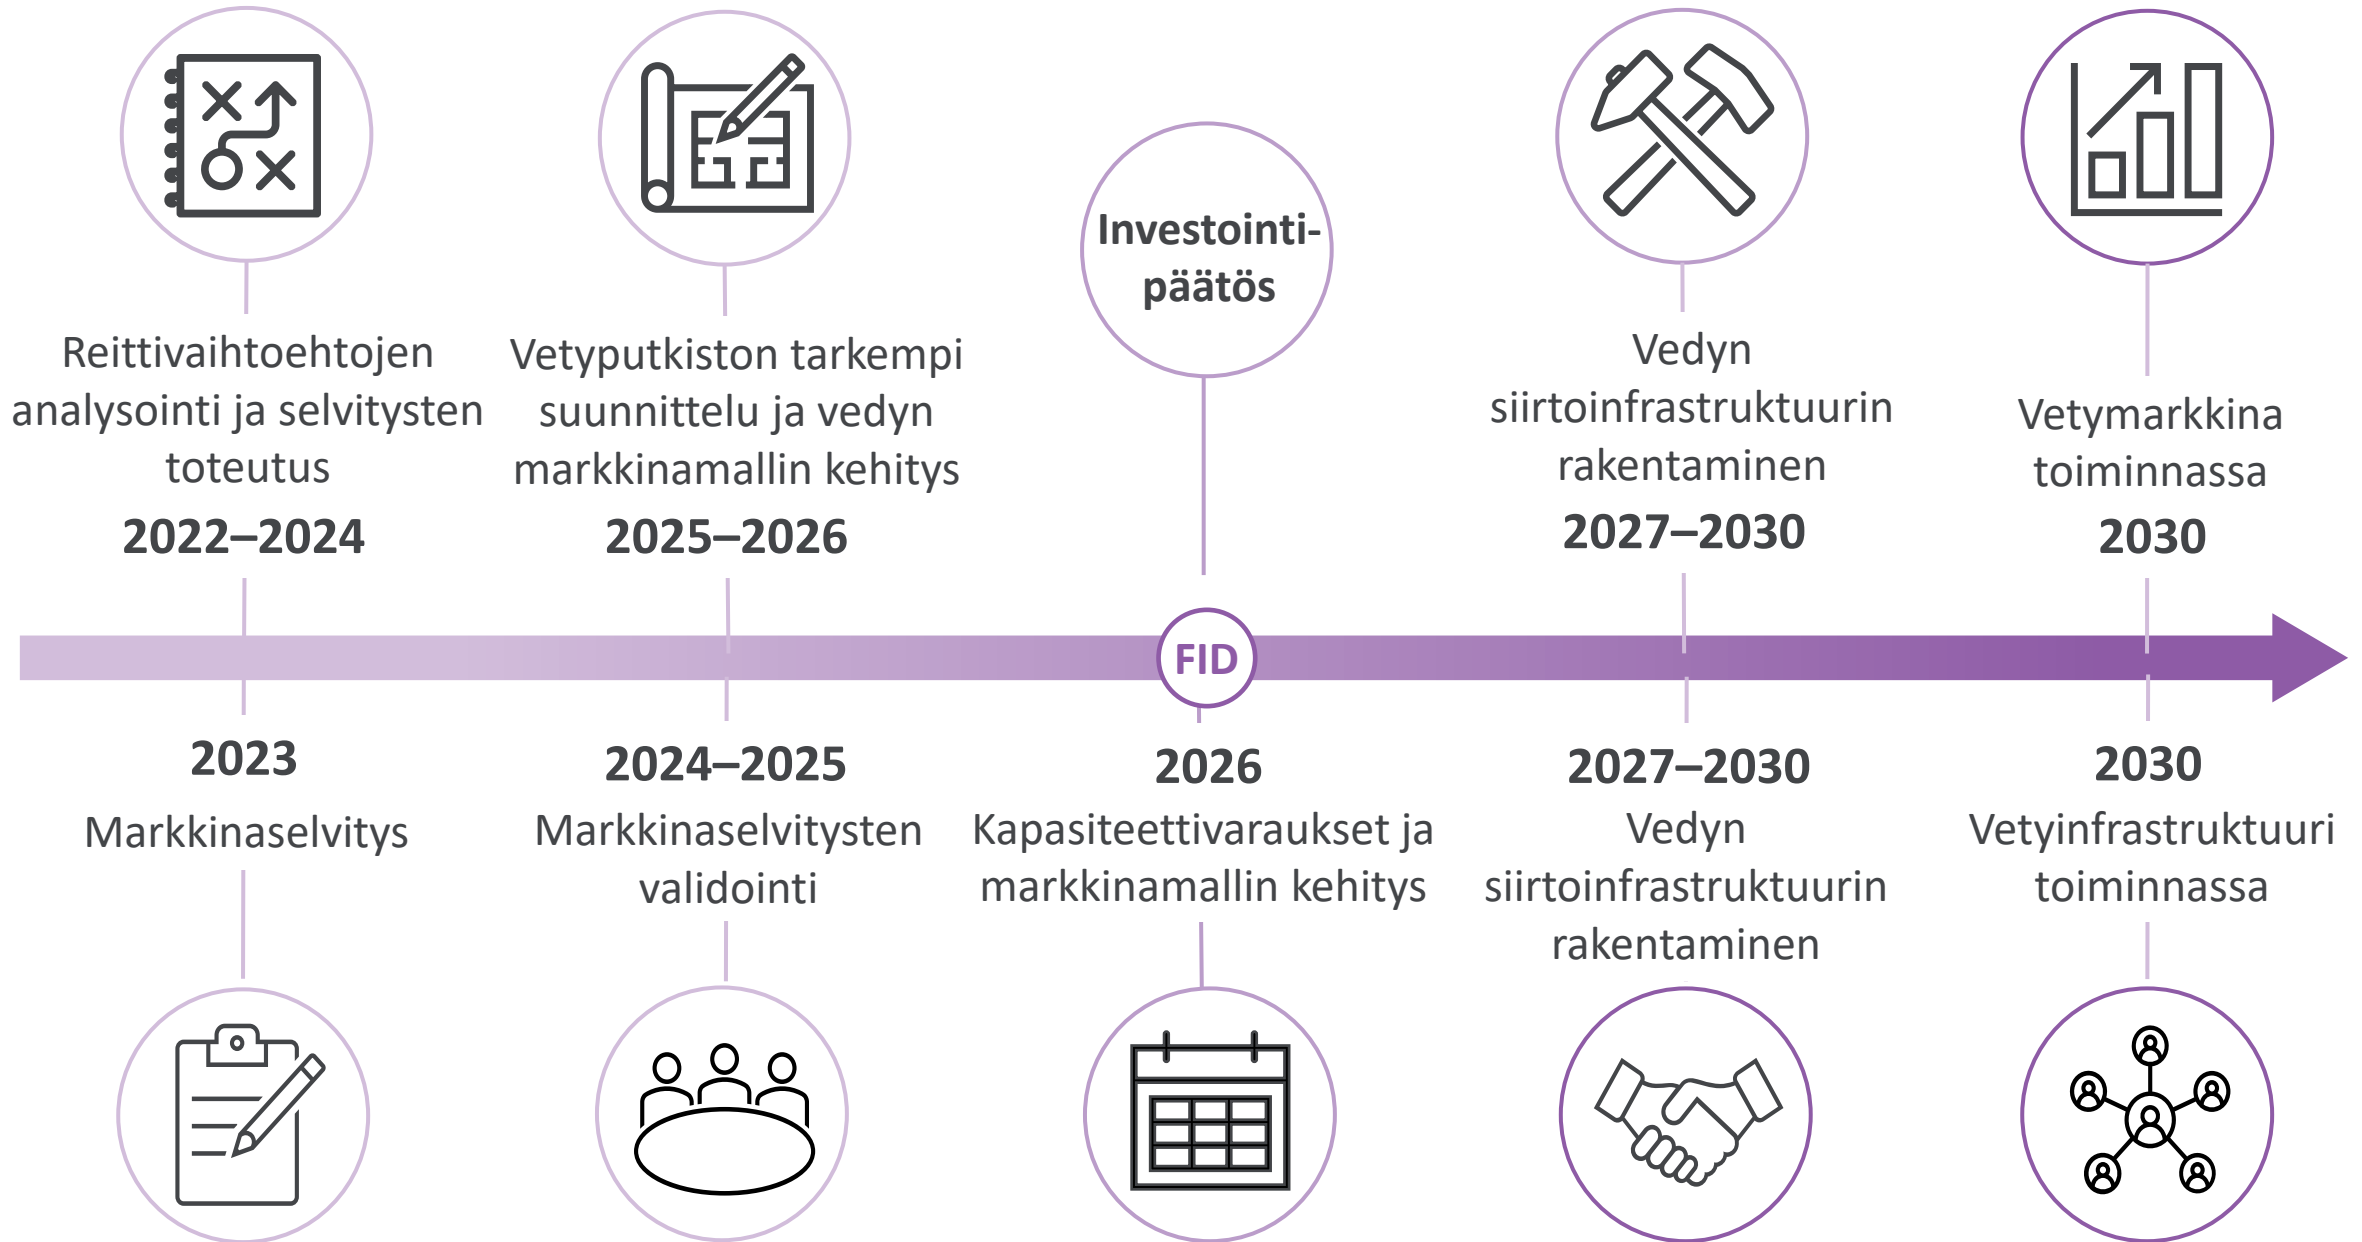 Reittivaihtoehtojen
analysointi ja selvitysten
toteutus
2022–2024
Vetyputkiston tarkempi
suunnittelu ja vedyn
markkinamallin kehitys
2025–2026
Investointi-
päätös
Vedyn
siirtoinfrastruktuurin
rakentaminen
2027–2030
Vetymarkkina
toiminnassa
2030
FID
2023
Markkinaselvitys
2024–2025
Markkinaselvitysten
validointi
2026
Kapasiteettivaraukset ja
markkinamallin kehitys
2027–2030
Vedyn
siirtoinfrastruktuurin
rakentaminen
2030
Vetyinfrastruktuuri
toiminnassa